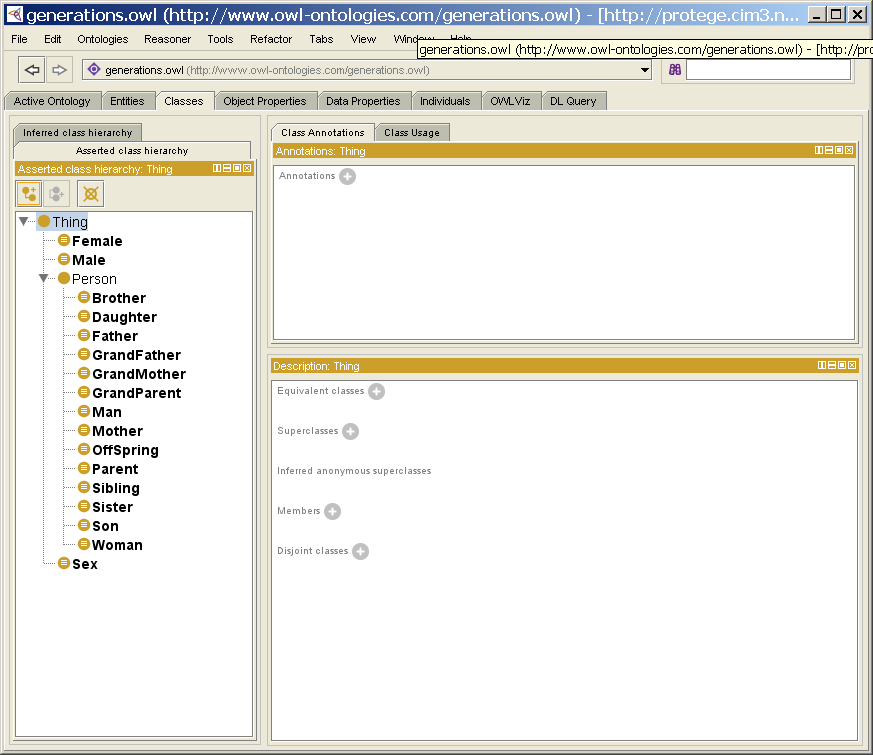 generations.owl (http://www.owl-ontologies.com/generations.owl) - [http://protege.cim3.n...
File Edit Ontologies Reasoner Tools Refactor Tabs View Window Help
generations.owl (http://www.owl-ontologies.com/generations.owl) - [http://pro
generations.owl (http://www.owl-ontologies.com/generations.owl)
Active Ontology Entities Classes Object Properties Data Properties Individuals OWLViz DL Query
Inferred class hierarchy
Asserted class hierarchy
Asserted class hierarchy: Thing
Thing
Female
Male
Person
Brother
Daughter
Father
GrandFather
GrandMother
GrandParent
Man
Mother
OffSpring
Parent
Sibling
Sister
Son
Woman
Sex
Class Annotations Class Usage
Annotations: Thing
Annotations
Description: Thing
Equivalent classes
Superclasses
Inferred anonymous superclasses
Members
Disjoint classes